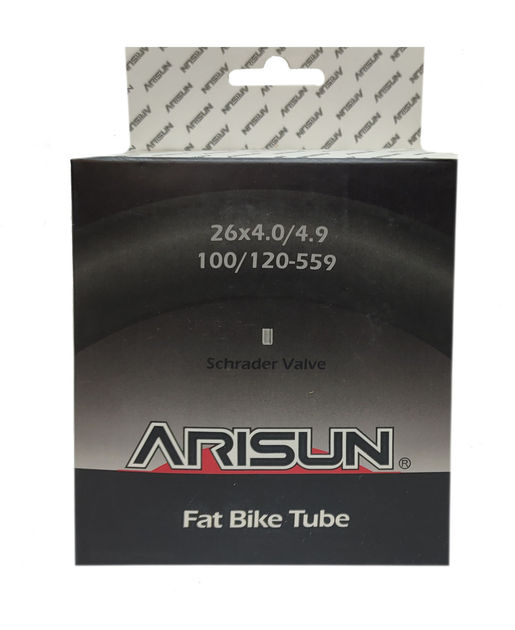 26x4.0/4.9
100/120-559
Schrader Valve
ARISUN®
Fat Bike Tube